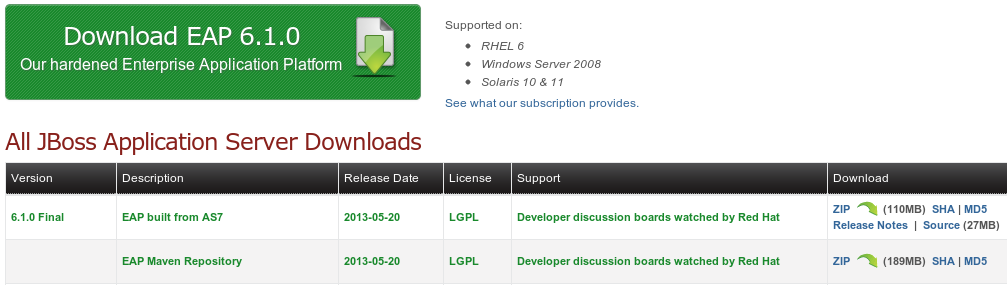 Download EAP 6.1.0
Our hardened Enterprise Application Platform
Supported on:
RHEL 6
Windows Server 2008
Solaris 10 & 11
See what our subscription provides.
All JBoss Application Server Downloads
Version Description Release Date License Support Download
6.1.0 Final EAP built from AS7 2013-05-20 LGPL Developer discussion boards watched by Red Hat ZIP (110MB) SHA | MD5
Release Notes | Source (27MB)
EAP Maven Repository 2013-05-20 LGPL Developer discussion boards watched by Red Hat ZIP (189MB) SHA | MD5